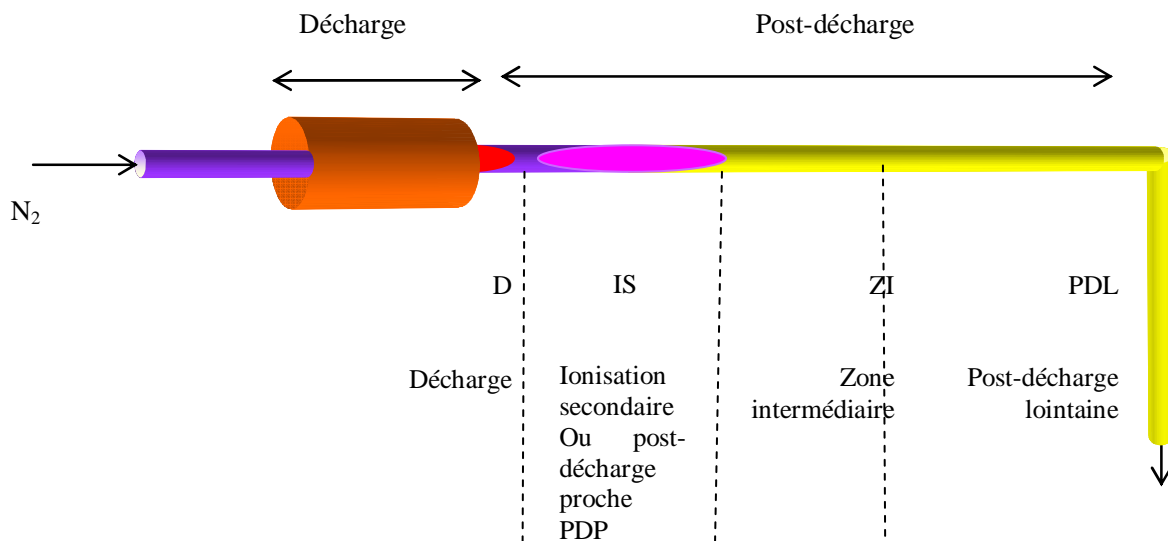 Décharge
Post-décharge
N2
D
IS
ZI
PDL
Décharge
Ionisation
secondaire
Ou post-
décharge
proche
PDP
Zone
intermédiaire
Post-décharge
lointaine